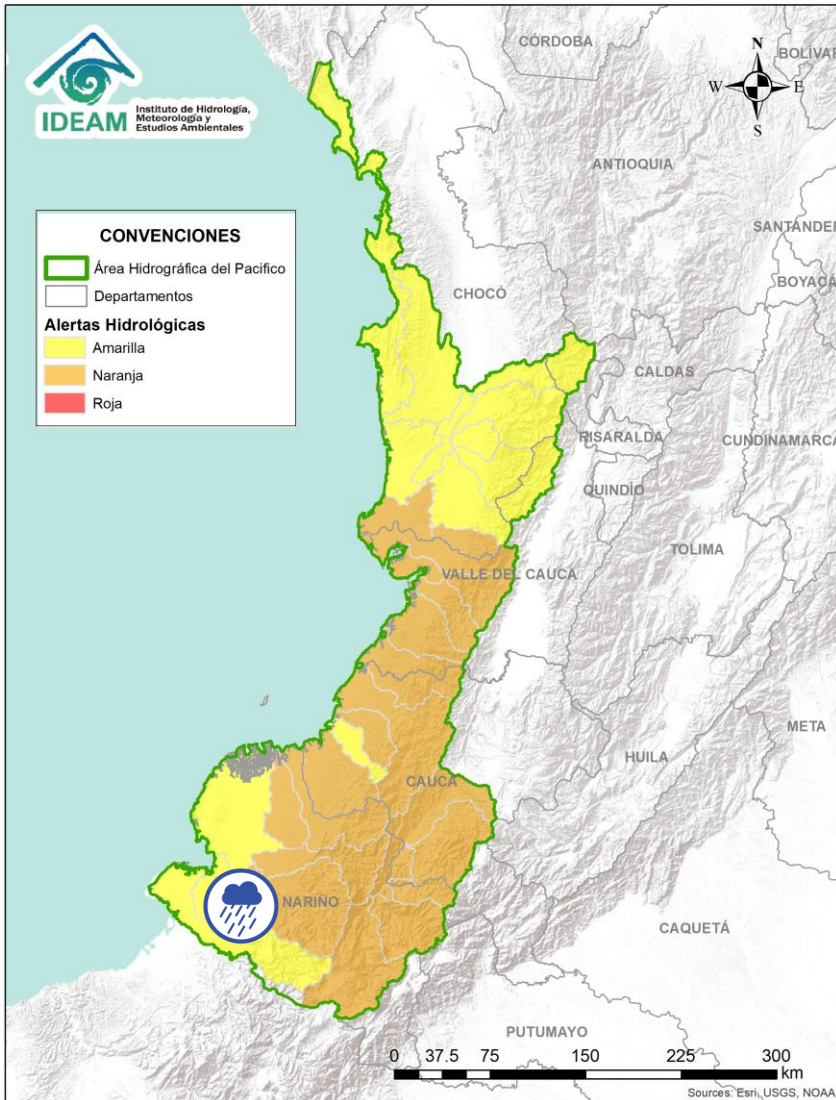 IDEAM
Instituto de Hidrología,
Meteorología y
Estudios Ambientales
N
W
E
S
CONVENCIONES
Área Hidrográfica del Pacifico
Departamentos
Alertas Hidrológicas
Amarilla
Naranja
Roja
CÓRDOBA
BOLÍVAR
ANTIOQUIA
SANTANDER
BOYACÁ
CHOCÓ
CALDAS
RISARALDA
CUNDINAMARCA
QUINDÍO
TOLIMA
VALLE DEL CAUCA
META
HUILA
CAUCA
NARIÑO
CAQUETÁ
PUTUMAYO
0 37.5 75 150 225 300
km
Sources: Esri, USGS, NOAA